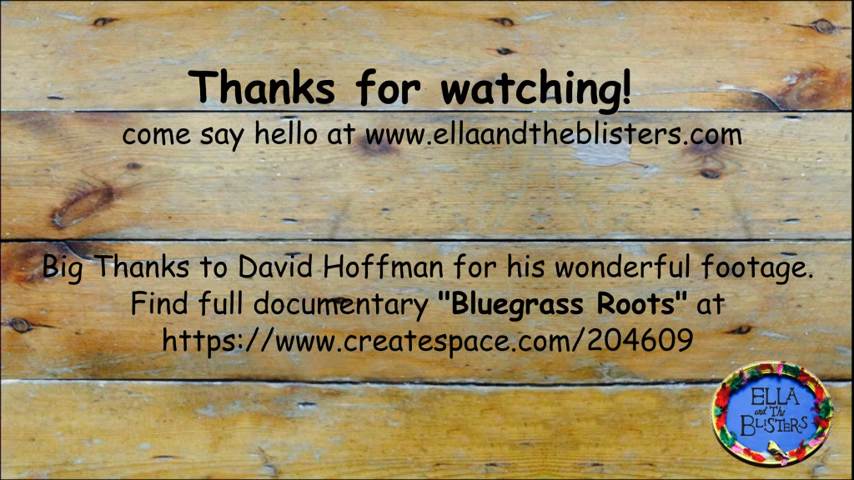 Thanks for watching!
come say hello at www.ellaandtheblisters.com
Big Thanks to David Hoffman for his wonderful footage.
Find full documentary "Bluegrass Roots" at
https://www.createspace.com/204609
ELLA
and The
BLISTERS